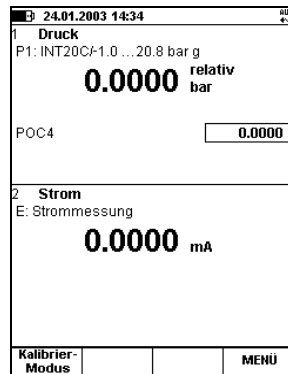 24.01.2003 14:34
1 Druck
P1: INT20C/-1.0 ...20.8 bar g
0.0000 relativ bar
POC4 0.0000
2 Strom
E: Strommessung
0.0000 mA
Kalibrier-Modus MENÜ